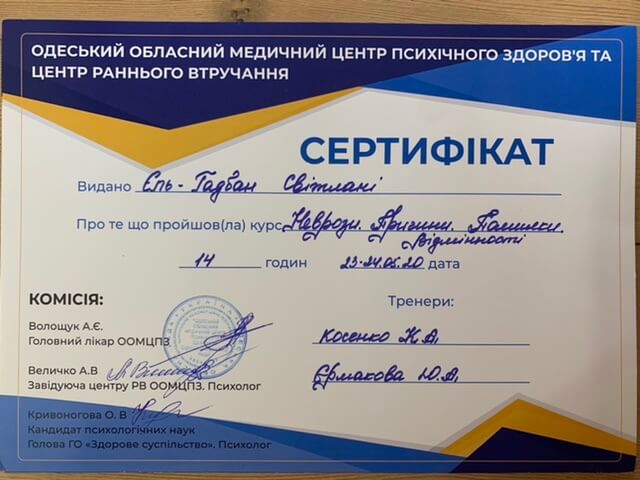 ОДЕСЬКИЙ ОБЛАСНИЙ МЕДИЧНИЙ ЦЕНТР ПСИХІЧНОГО ЗДОРОВ'Я ТА
ЦЕНТР РАННЬОГО ВТРУЧАННЯ
СЕРТИФІКАТ
Видано Єль-Гадбан Світлані
Про те що пройшов(ла) курс Неврози. Причини. Помилки.
Відмінності
14 годин 23-24.05.20 дата
КОМІСІЯ:
Волощук А.Є.
Головний лікар ООМЦПЗ
Величко А.В
Завідуюча центру РВ ООМЦПЗ. Психолог
Кривоногова О. В
Кандидат психологічних наук
Голова ГО «Здорове суспільство». Психолог
Тренери:
Косенко Н.А.
Єрмакова Ю.А.